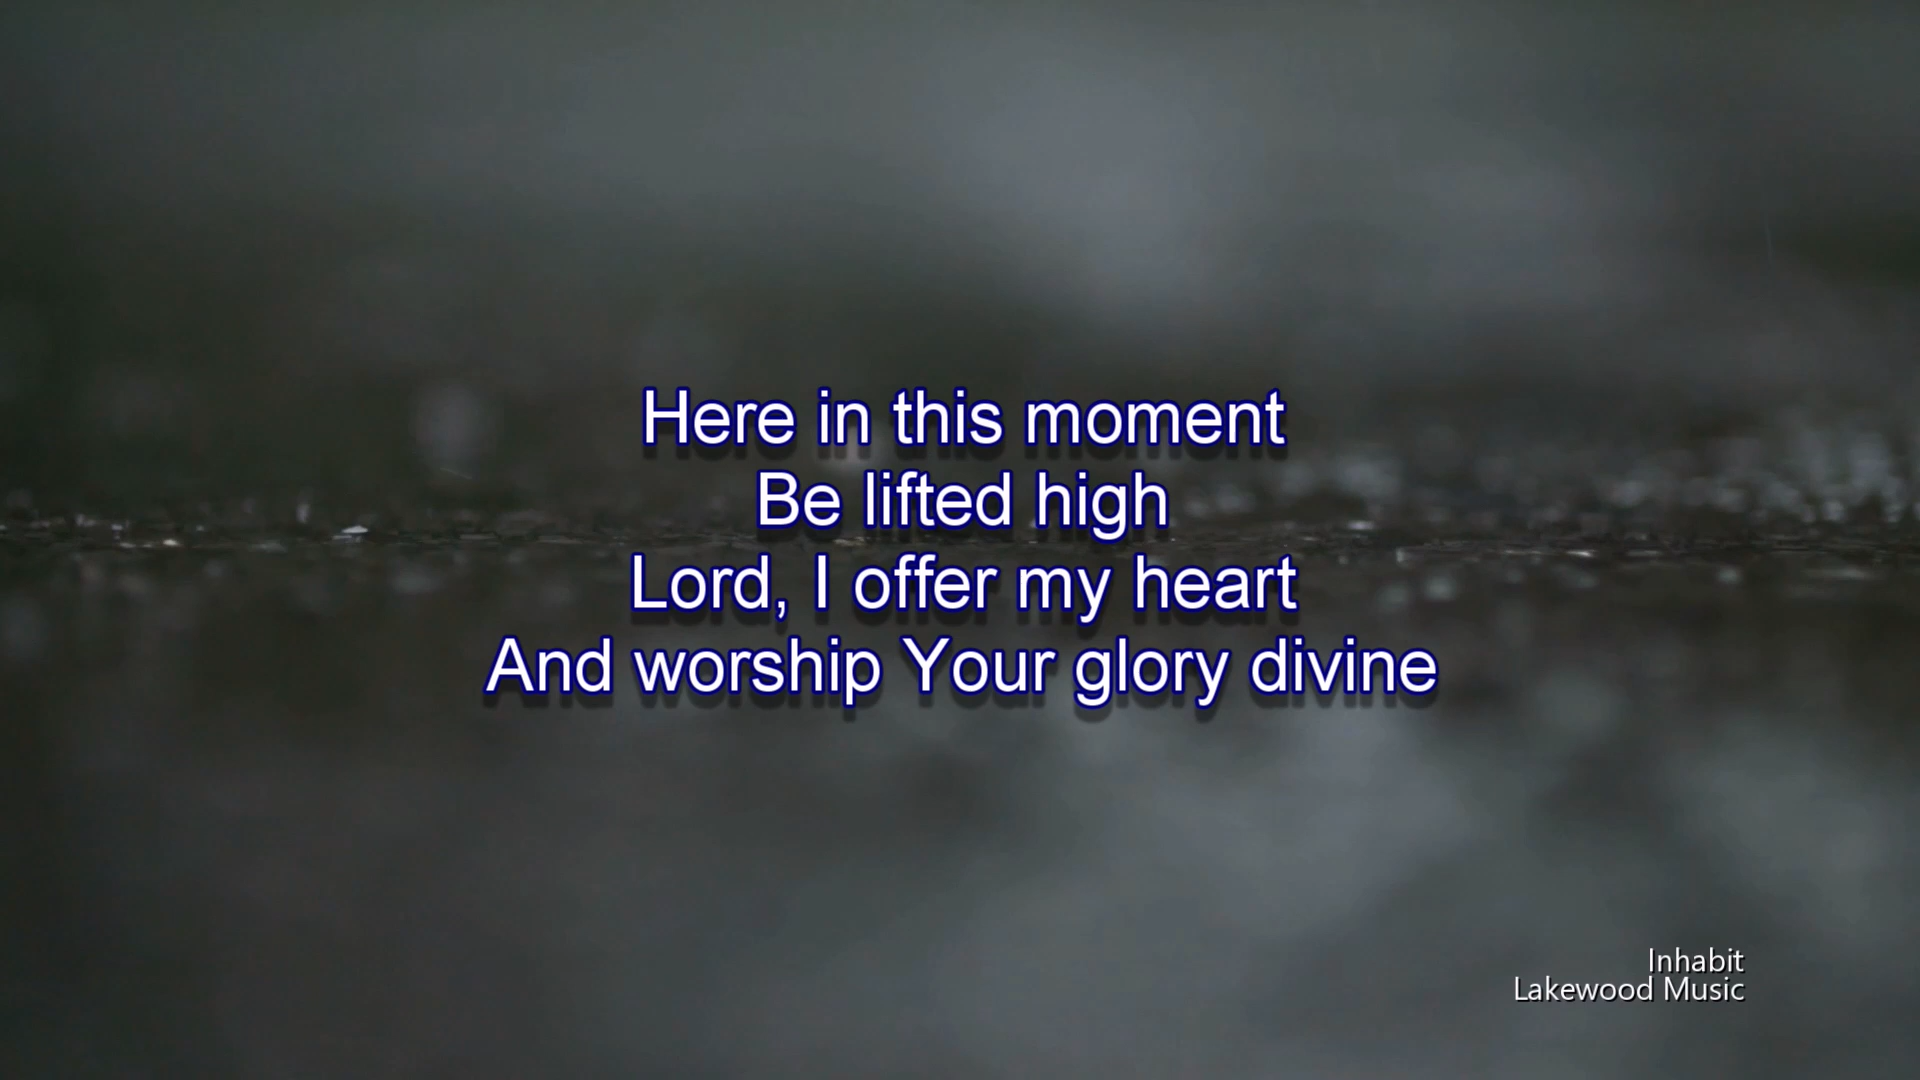 Here in this moment
Be lifted high
Lord, I offer my heart
And worship Your glory divine
Inhabit
Lakewood Music